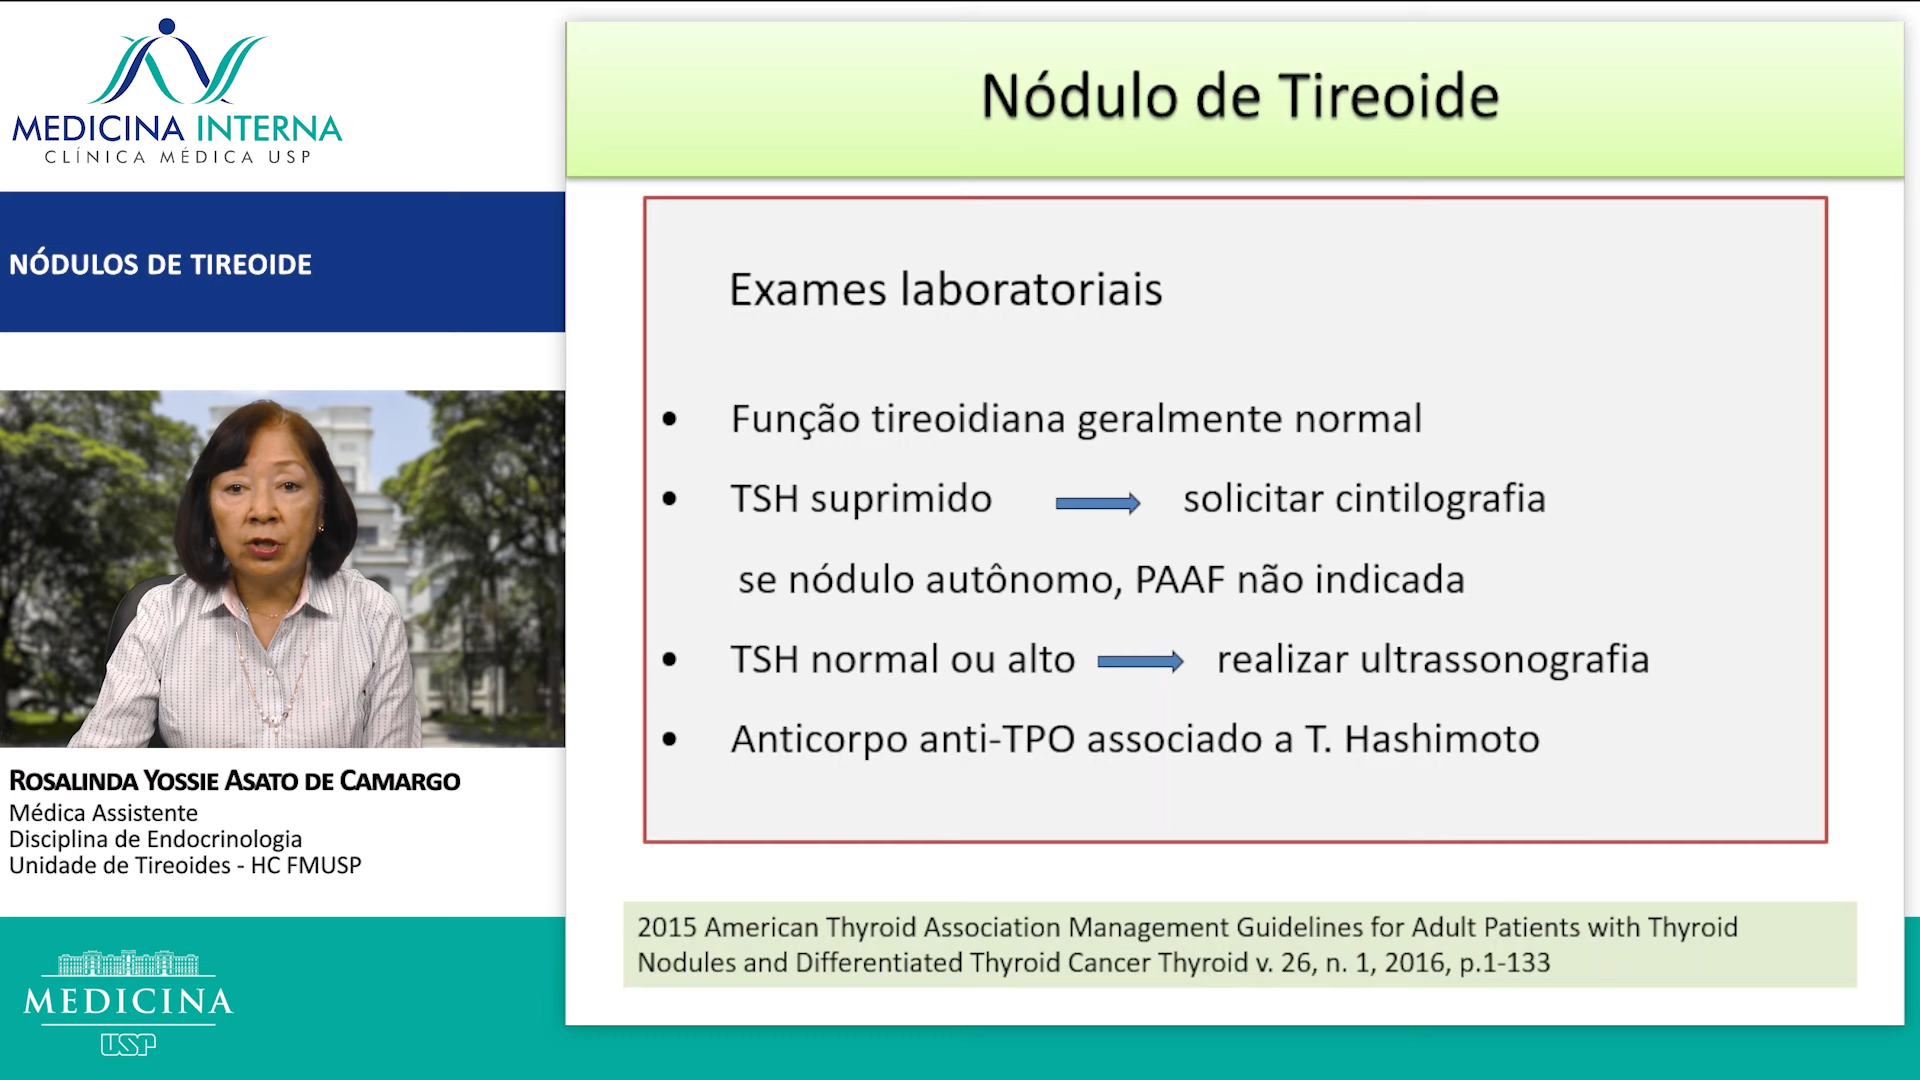 MEDICINA INTERNA
CLÍNICA MÉDICA USP
NÓDULOS DE TIREOIDE
ROSALINDA YOSSIE ASATO DE CAMARGO
Médica Assistente
Disciplina de Endocrinologia
Unidade de Tireoides - HC FMUSP
MEDICINA
USP
Nódulo de Tireoide
Exames laboratoriais
• Função tireoidiana geralmente normal
• TSH suprimido solicitar cintilografia
se nódulo autônomo, PAAF não indicada
• TSH normal ou alto realizar ultrassonografia
• Anticorpo anti-TPO associado a T. Hashimoto
2015 American Thyroid Association Management Guidelines for Adult Patients with Thyroid
Nodules and Differentiated Thyroid Cancer Thyroid v. 26, n. 1, 2016, p.1-133